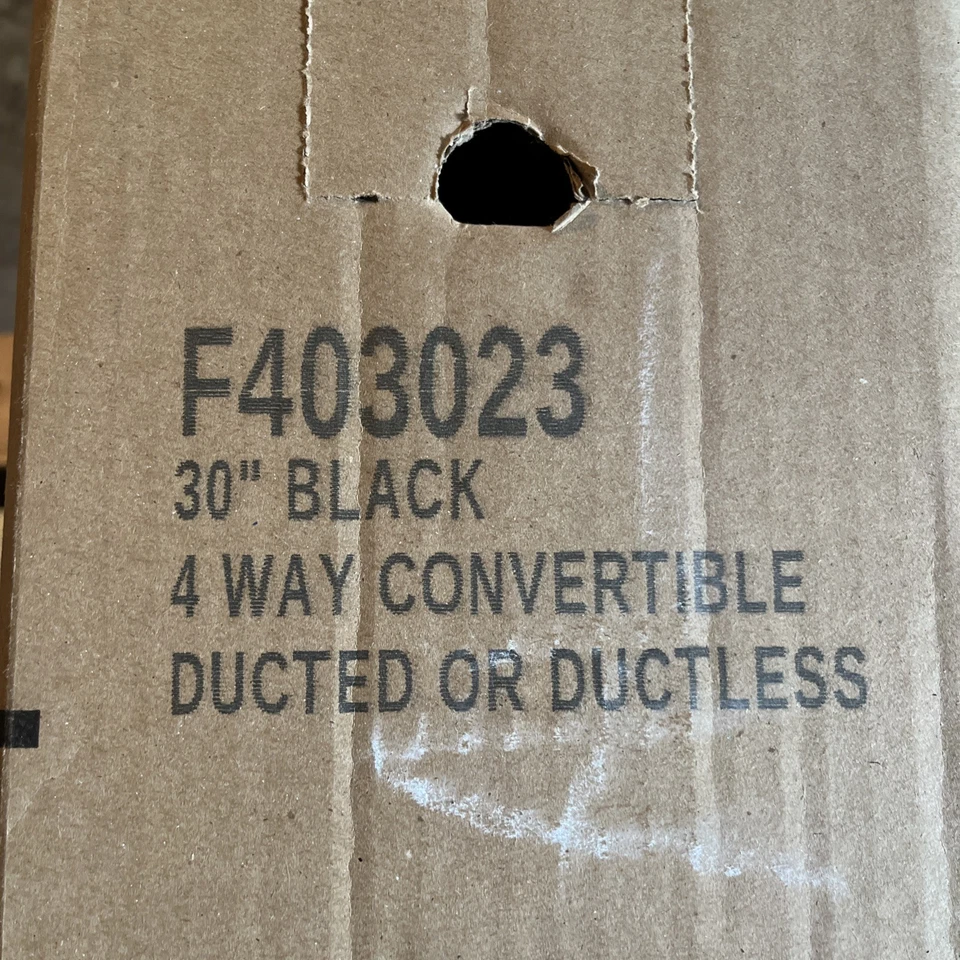 F403023
30" BLACK
4 WAY CONVERTIBLE
DUCTED OR DUCTLESS